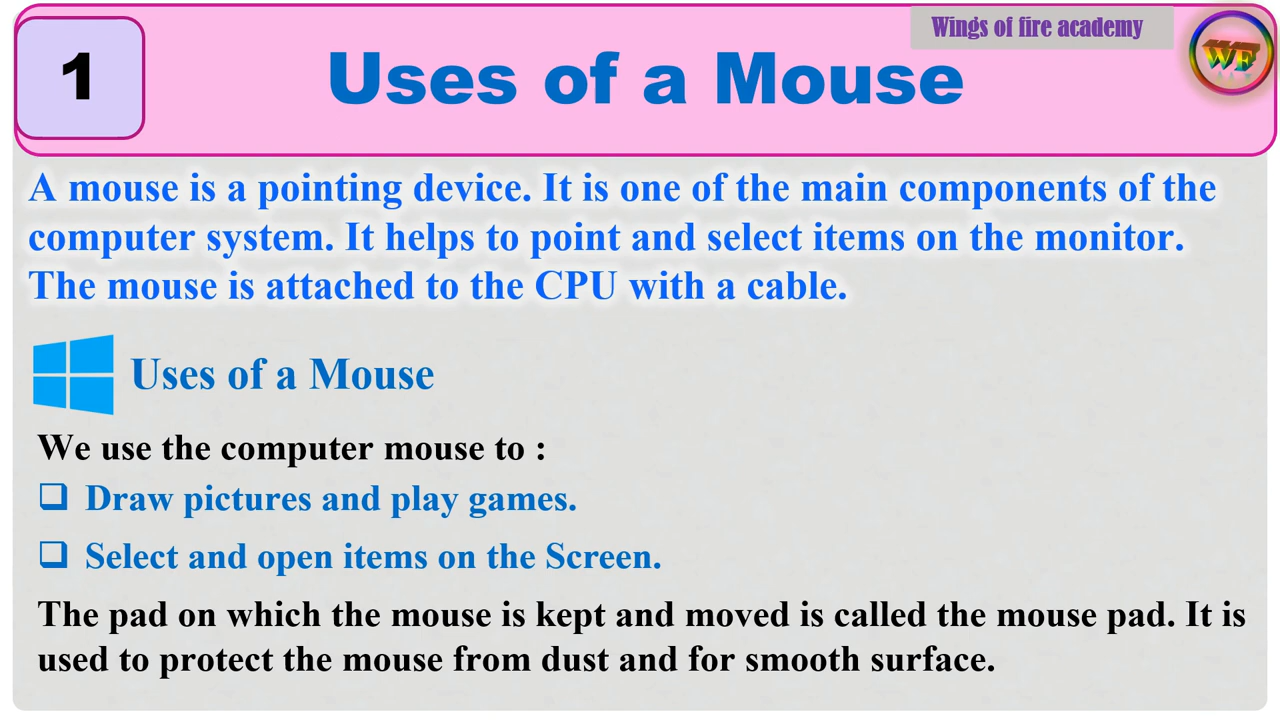 Wings of fire academy
WF
1
Uses of a Mouse
A mouse is a pointing device. It is one of the main components of the
computer system. It helps to point and select items on the monitor.
The mouse is attached to the CPU with a cable.
Uses of a Mouse
We use the computer mouse to :
❑ Draw pictures and play games.
❑ Select and open items on the Screen.
The pad on which the mouse is kept and moved is called the mouse pad. It is
used to protect the mouse from dust and for smooth surface.